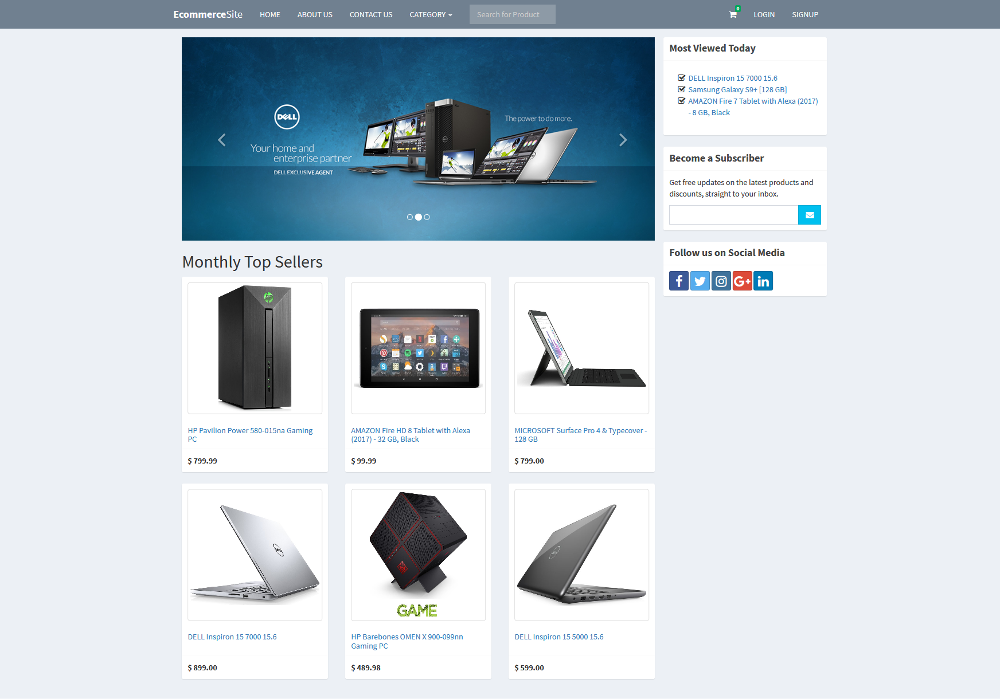 EcommerceSite
HOME
ABOUT US
CONTACT US
CATEGORY
Search for Product
0
LOGIN
SIGNUP
DELL
Your home and
enterprise partner
DELL EXCLUSIVE AGENT
The power to do more.
Most Viewed Today
DELL Inspiron 15 7000 15.6
Samsung Galaxy S9+ [128 GB]
AMAZON Fire 7 Tablet with Alexa (2017)
- 8 GB, Black
Become a Subscriber
Get free updates on the latest products and
discounts, straight to your inbox.
Follow us on Social Media
Monthly Top Sellers
hp
HP Pavilion Power 580-015na Gaming
PC
$ 799.99
AMAZON Fire HD 8 Tablet with Alexa
(2017) - 32 GB, Black
$ 99.99
MICROSOFT Surface Pro 4 & Typecover -
128 GB
$ 799.00
DELL
DELL Inspiron 15 7000 15.6
$ 899.00
GAME
HP Barebones OMEN X 900-099nn
Gaming PC
$ 489.98
DELL
DELL Inspiron 15 5000 15.6
$ 599.00